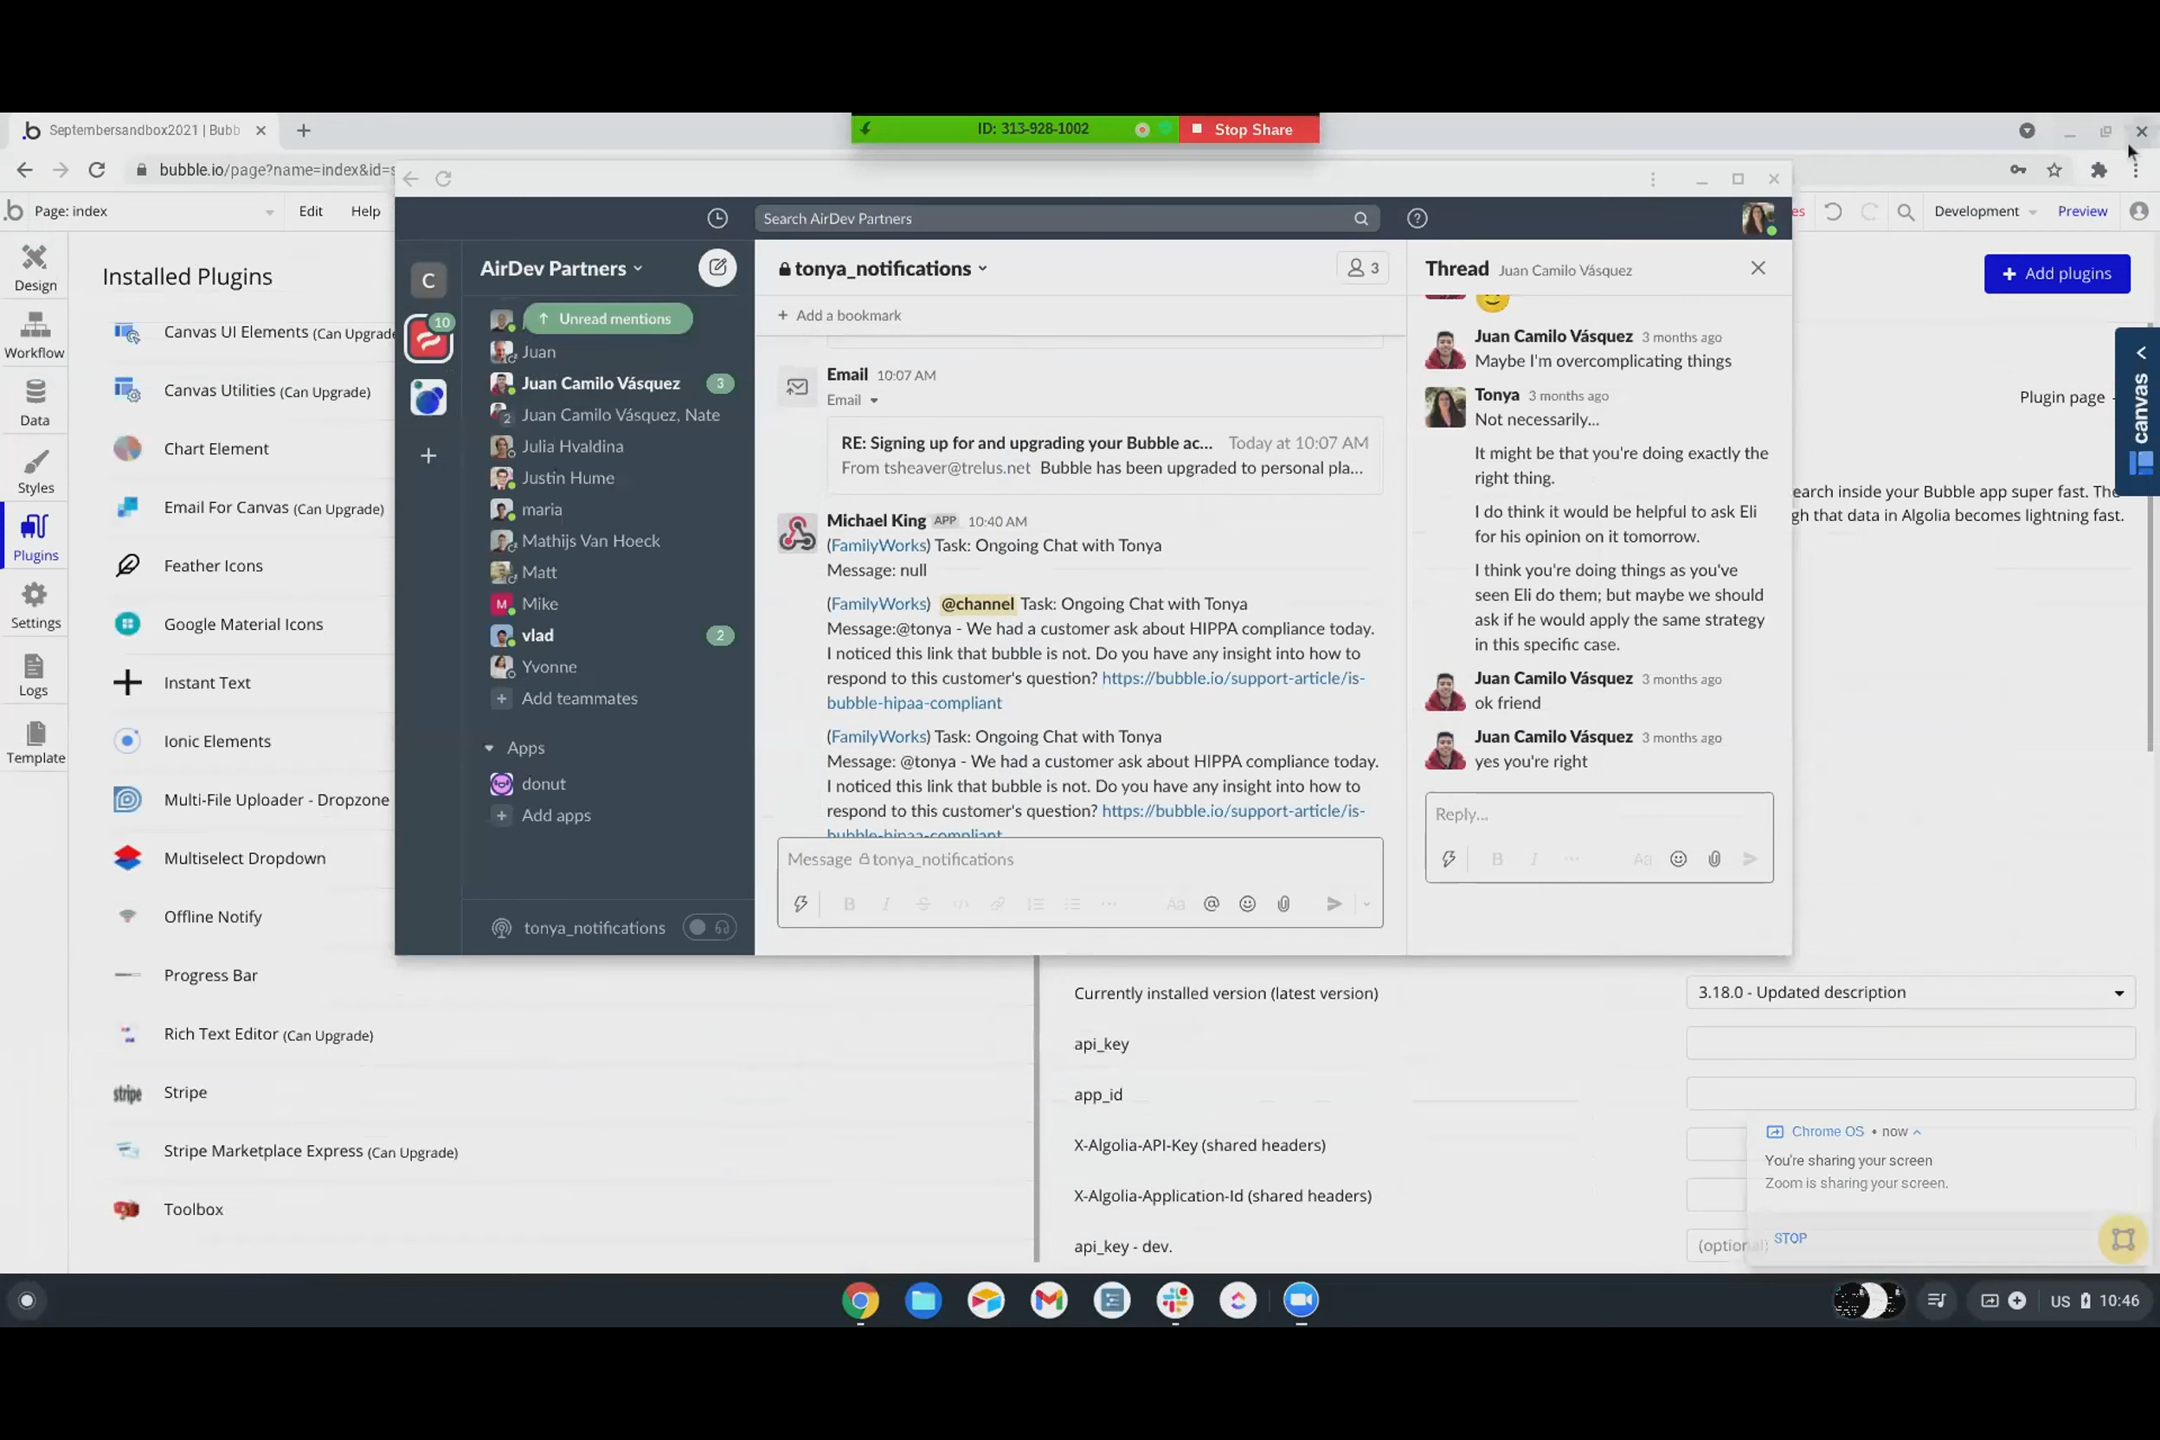 Septembersandbox2021 | Bubb
ID: 313-928-1002
Stop Share
bubble.io/page?name=index&id=s
Page: index
Edit
Help
Development
Preview
Installed Plugins
+ Add plugins
Design
Workflow
Data
Styles
Plugins
Settings
Logs
Template
Canvas UI Elements (Can Upgrade
Canvas Utilities (Can Upgrade)
Chart Element
Email For Canvas (Can Upgrade)
Feather Icons
Google Material Icons
Instant Text
Ionic Elements
Multi-File Uploader - Dropzone
Multiselect Dropdown
Offline Notify
Progress Bar
Rich Text Editor (Can Upgrade)
Stripe
Stripe Marketplace Express (Can Upgrade)
Toolbox
Search AirDev Partners
C
10
AirDev Partners
Unread mentions
Juan
Juan Camilo Vásquez 3
2 Juan Camilo Vásquez, Nate
Julia Hvaldina
Justin Hume
maria
Mathijs Van Hoeck
Matt
M Mike
vlad 2
Yvonne
+ Add teammates
Apps
donut
+ Add apps
tonya_notifications
tonya_notifications
3
+ Add a bookmark
Email 10:07 AM
Email
RE: Signing up for and upgrading your Bubble ac... Today at 10:07 AM
From tsheaver@trelus.net Bubble has been upgraded to personal pla...
Michael King APP 10:40 AM
(FamilyWorks) Task: Ongoing Chat with Tonya
Message: null
(FamilyWorks) @channel Task: Ongoing Chat with Tonya
Message:@tonya - We had a customer ask about HIPPA compliance today.
I noticed this link that bubble is not. Do you have any insight into how to
respond to this customer's question? https://bubble.io/support-article/is-
bubble-hipaa-compliant
(FamilyWorks) Task: Ongoing Chat with Tonya
Message: @tonya - We had a customer ask about HIPPA compliance today.
I noticed this link that bubble is not. Do you have any insight into how to
respond to this customer's question? https://bubble.io/support-article/is-
bubble-hipaa-compliant
Message tonya_notifications
B I S Aa @
Thread Juan Camilo Vásquez
Juan Camilo Vásquez 3 months ago
Maybe I'm overcomplicating things
Tonya 3 months ago
Not necessarily...
It might be that you're doing exactly the
right thing.
I do think it would be helpful to ask Eli
for his opinion on it tomorrow.
I think you're doing things as you've
seen Eli do them; but maybe we should
ask if he would apply the same strategy
in this specific case.
Juan Camilo Vásquez 3 months ago
ok friend
Juan Camilo Vásquez 3 months ago
yes you're right
Reply...
B I Aa
Plugin page
canvas
earch inside your Bubble app super fast. The
gh that data in Algolia becomes lightning fast.
Currently installed version (latest version)
3.18.0 - Updated description
api_key
app_id
X-Algolia-API-Key (shared headers)
X-Algolia-Application-Id (shared headers)
api_key - dev.
(optional)
Chrome OS • now
You're sharing your screen
Zoom is sharing your screen.
STOP
US
10:46